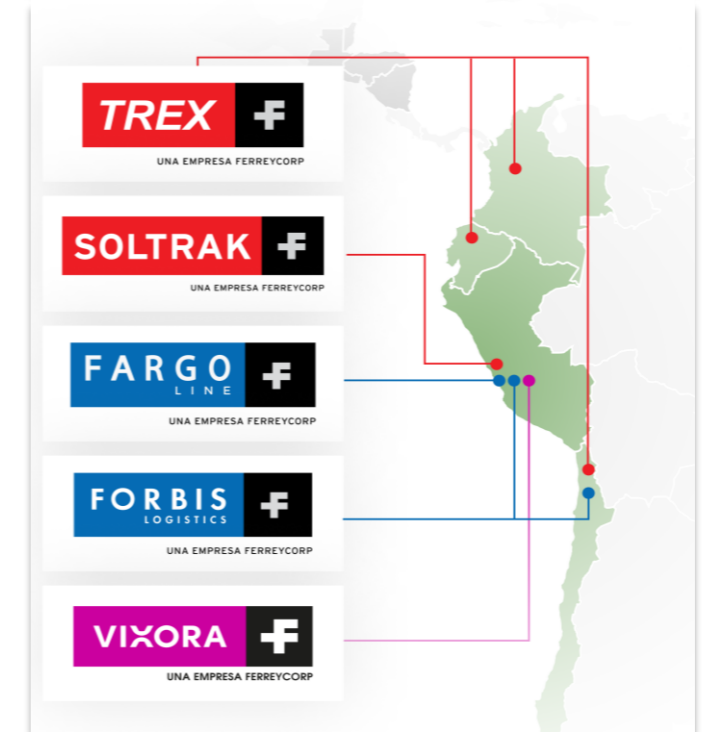 TREX
UNA EMPRESA FERREYCORP
SOLTRAK
UNA EMPRESA FERREYCORP
FARGO
LINE
UNA EMPRESA FERREYCORP
FORBIS
LOGISTICS
UNA EMPRESA FERREYCORP
VIXORA
UNA EMPRESA FERREYCORP